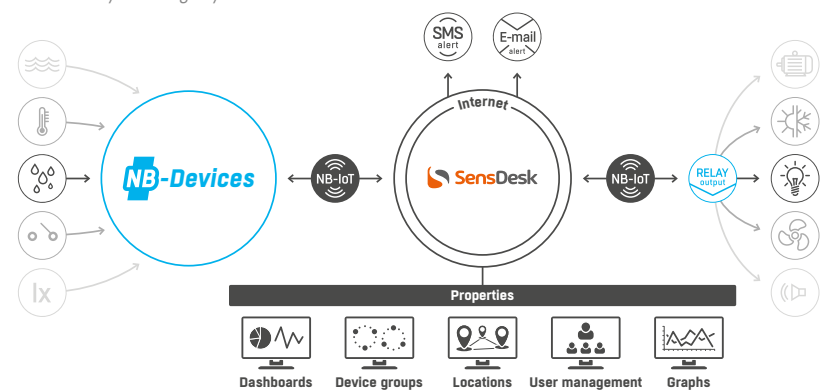 SMS
alert
E-mail
alert
Internet
NB-Devices
NB-IoT
SensDesk
NB-IoT
RELAY
output
lx
Properties
Dashboards
Device groups
Locations
User management
Graphs